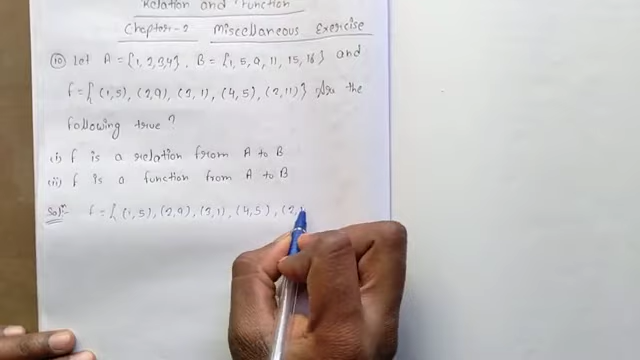 Relation and Function
Chapter-2 Miscellaneous Exercise
(10) Let A = {1, 2, 3, 4}, B = {1, 5, 9, 11, 15, 16} and
f = { (1, 5), (2, 9), (3, 1), (4, 5), (2, 11)} Are the
following true ?
(i) f is a relation from A to B
(ii) f is a function from A to B
Solⁿ:- f = { (1, 5), (2, 9), (3, 1), (4, 5), (2, 1